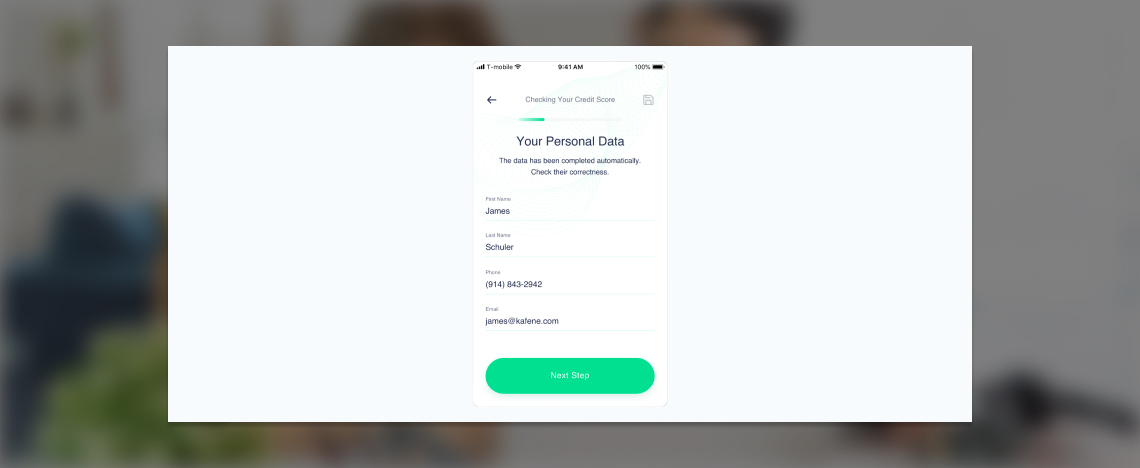 T-mobile 9:41 AM 100%
Checking Your Credit Score
Your Personal Data
The data has been completed automatically.
Check their correctness.
First Name
James
Last Name
Schuler
Phone
(914) 843-2942
Email
james@kafene.com
Next Step